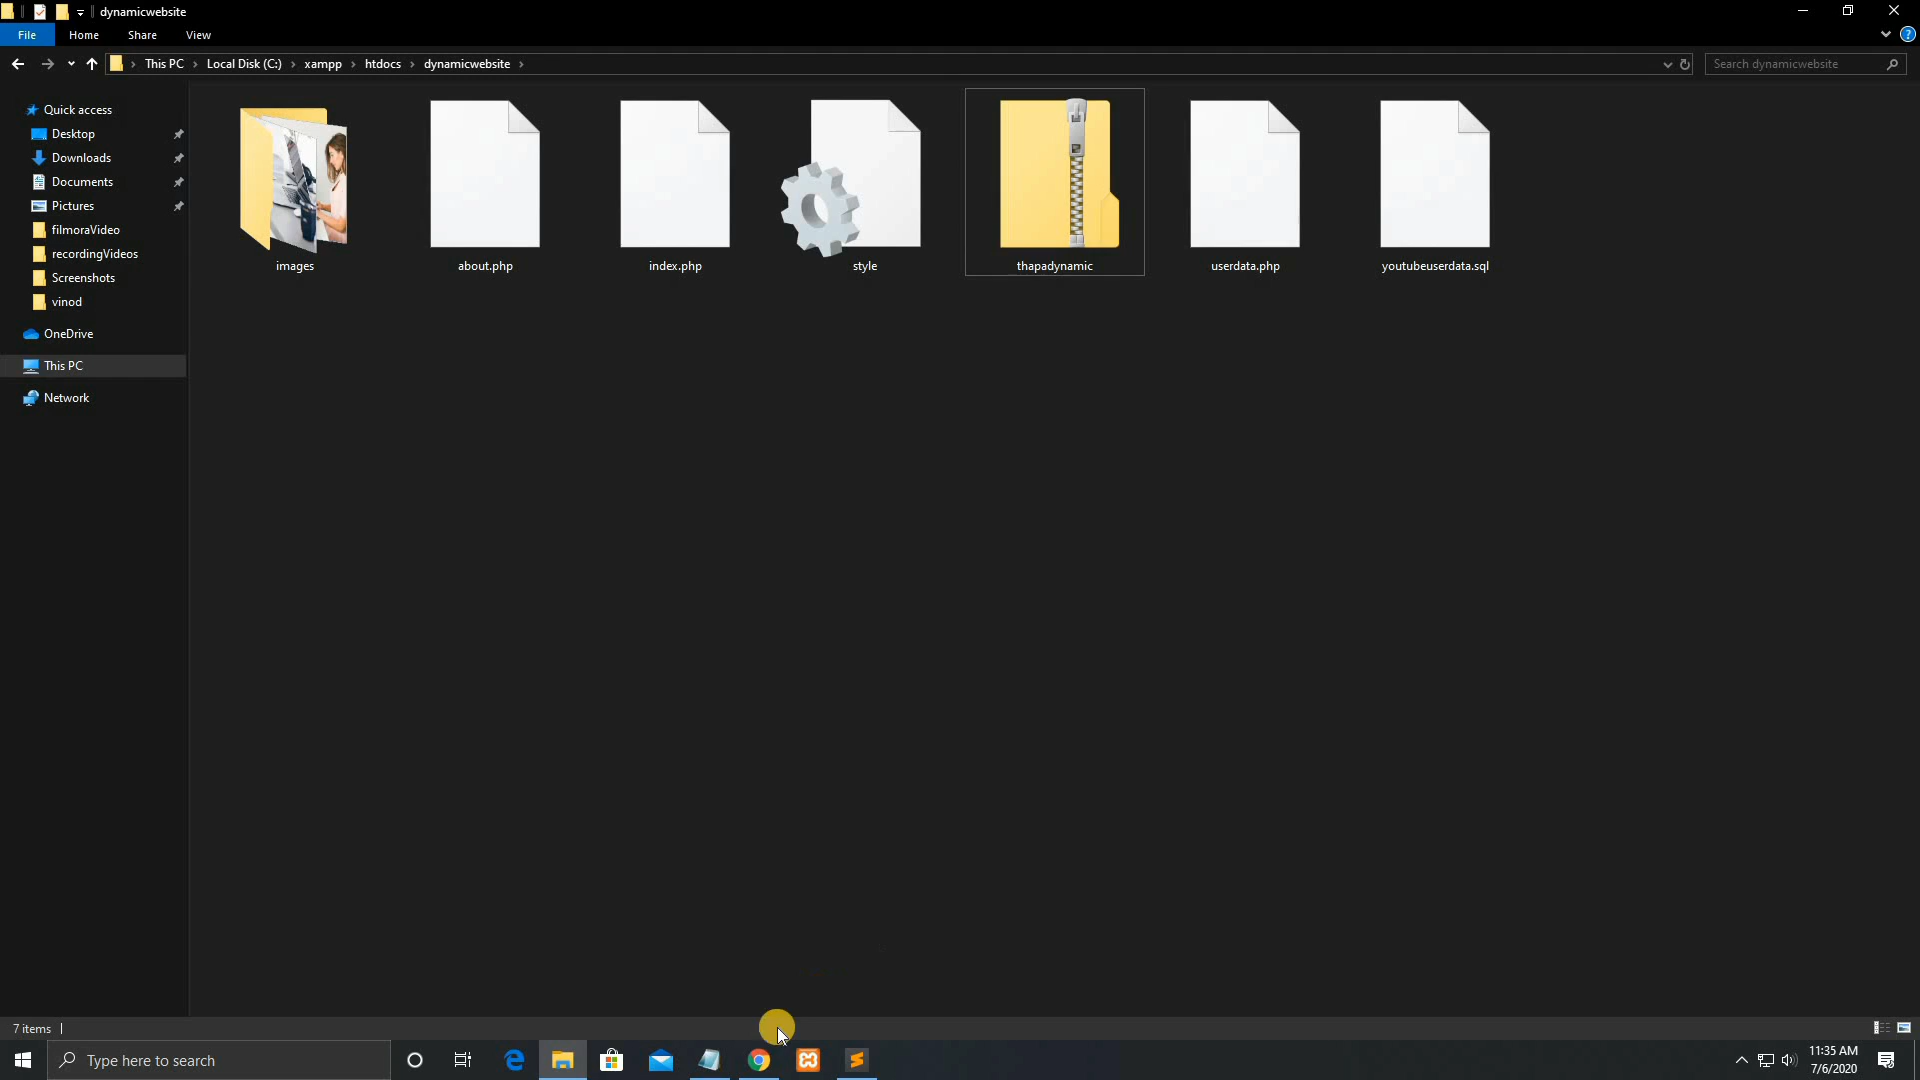 dynamicwebsite
File Home Share View
This PC Local Disk (C:) xampp htdocs dynamicwebsite
Search dynamicwebsite
Quick access
Desktop
Downloads
Documents
Pictures
filmoraVideo
recordingVideos
Screenshots
vinod
OneDrive
This PC
Network
images about.php index.php style thapadynamic userdata.php youtubeuserdata.sql
7 items
Type here to search
11:35 AM
7/6/2020